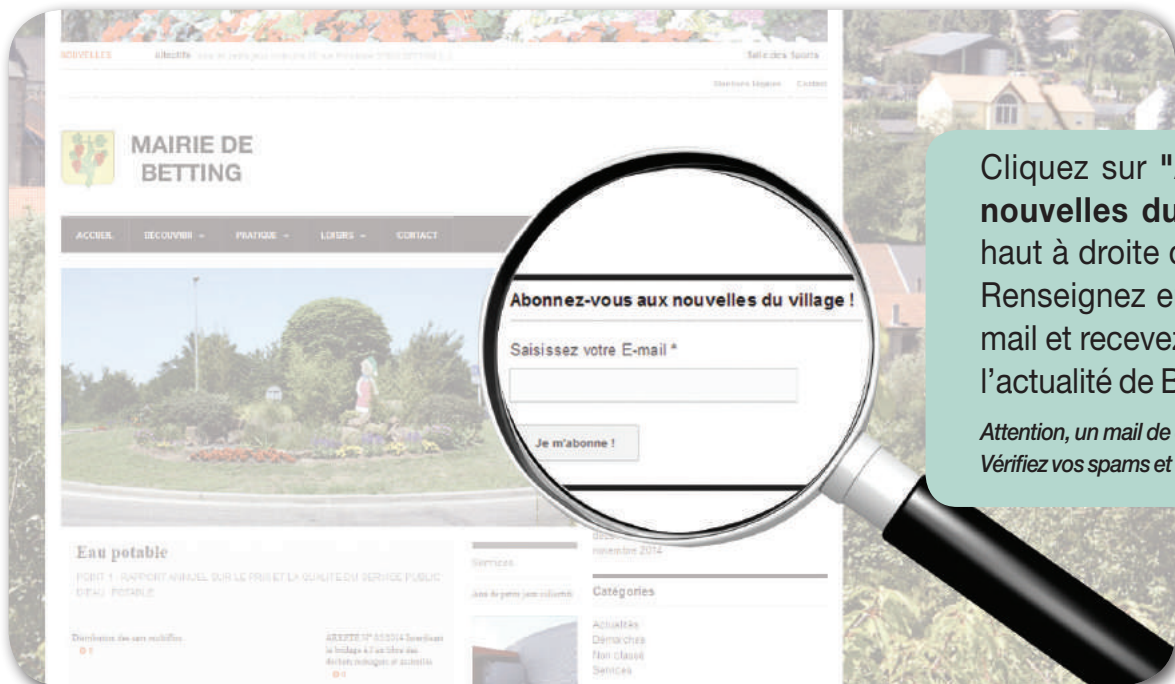 NOUVELLES
Salle des Sports
Mentions légales Contact
MAIRIE DE
BETTING
ACCUEIL DÉCOUVRIR PRATIQUE LOISIRS CONTACT
Abonnez-vous aux nouvelles du village !
Saisissez votre E-mail *
Je m'abonne !
Cliquez sur "
nouvelles du
haut à droite
Renseignez e
mail et recevez
l'actualité de B
Attention, un mail de
Vérifiez vos spams et
Eau potable
POINT 1 : RAPPORT ANNUEL SUR LE PRIX ET LA QUALITE DU SERVICE PUBLIC
D'EAU POTABLE
novembre 2014
Services
Catégories
Actualités
Démarches
Non classé
Services